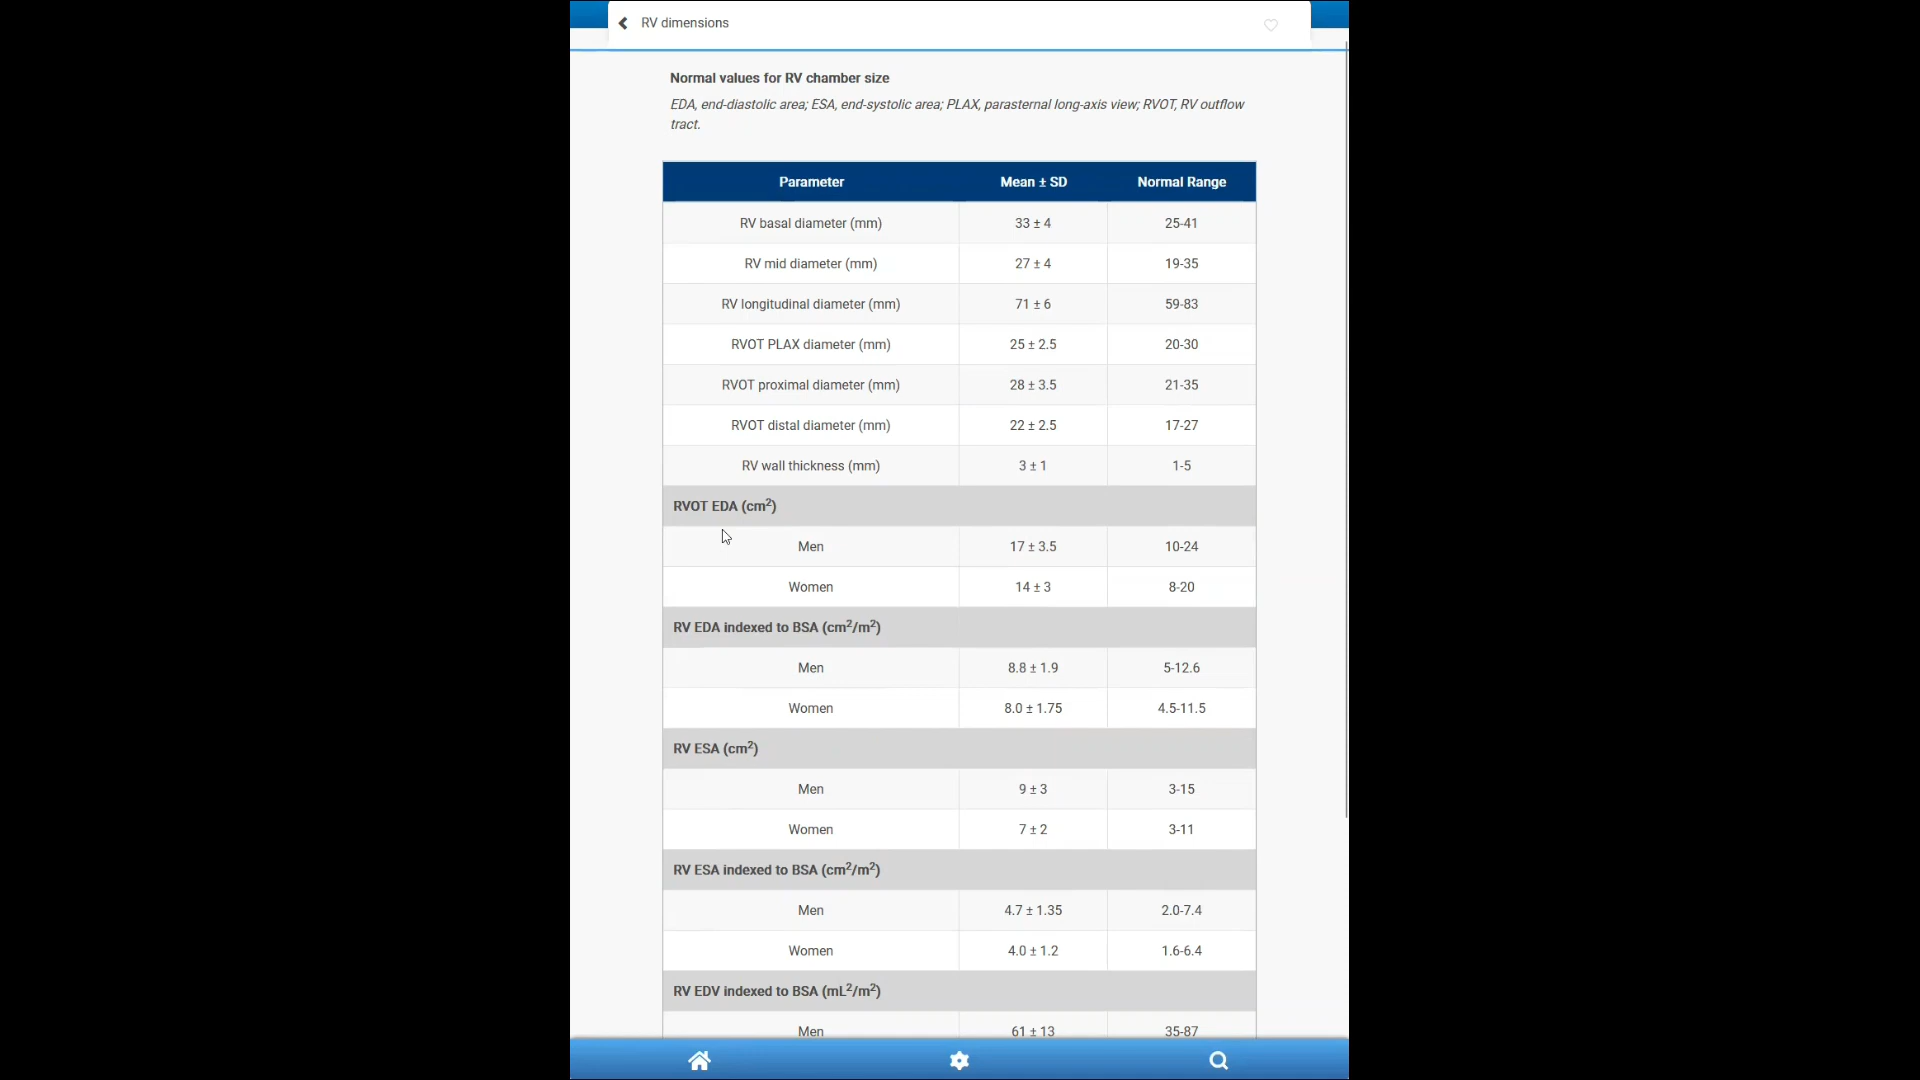 RV dimensions
Normal values for RV chamber size
EDA, end-diastolic area; ESA, end-systolic area; PLAX, parasternal long-axis view; RVOT, RV outflow
tract.
Parameter Mean ± SD Normal Range
RV basal diameter (mm) 33 ± 4 25-41
RV mid diameter (mm) 27 ± 4 19-35
RV longitudinal diameter (mm) 71 ± 6 59-83
RVOT PLAX diameter (mm) 25 ± 2.5 20-30
RVOT proximal diameter (mm) 28 ± 3.5 21-35
RVOT distal diameter (mm) 22 ± 2.5 17-27
RV wall thickness (mm) 3 ± 1 1-5
RVOT EDA (cm²)
Men 17 ± 3.5 10-24
Women 14 ± 3 8-20
RV EDA indexed to BSA (cm²/m²)
Men 8.8 ± 1.9 5-12.6
Women 8.0 ± 1.75 4.5-11.5
RV ESA (cm²)
Men 9 ± 3 3-15
Women 7 ± 2 3-11
RV ESA indexed to BSA (cm²/m²)
Men 4.7 ± 1.35 2.0-7.4
Women 4.0 ± 1.2 1.6-6.4
RV EDV indexed to BSA (mL²/m²)
Men 61 ± 13 35-87